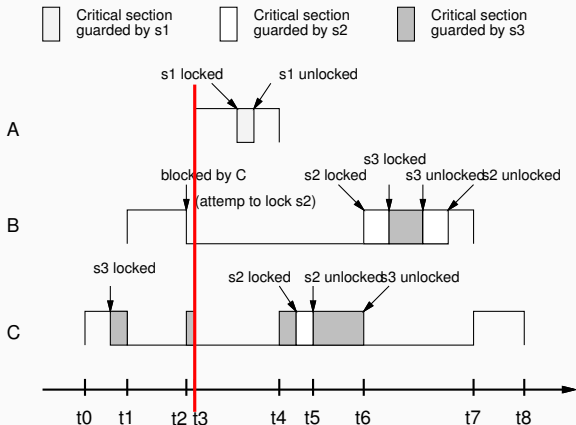 Critical section
guarded by s1
Critical section
guarded by s2
Critical section
guarded by s3
s1 locked
s1 unlocked
A
s3 locked
blocked by C
s2 locked
s3 unlocked
s2 unlocked
(attemp to lock s2)
B
s3 locked
s2 locked
s2 unlocked
s3 unlocked
C
t0 t1 t2 t3 t4 t5 t6 t7 t8